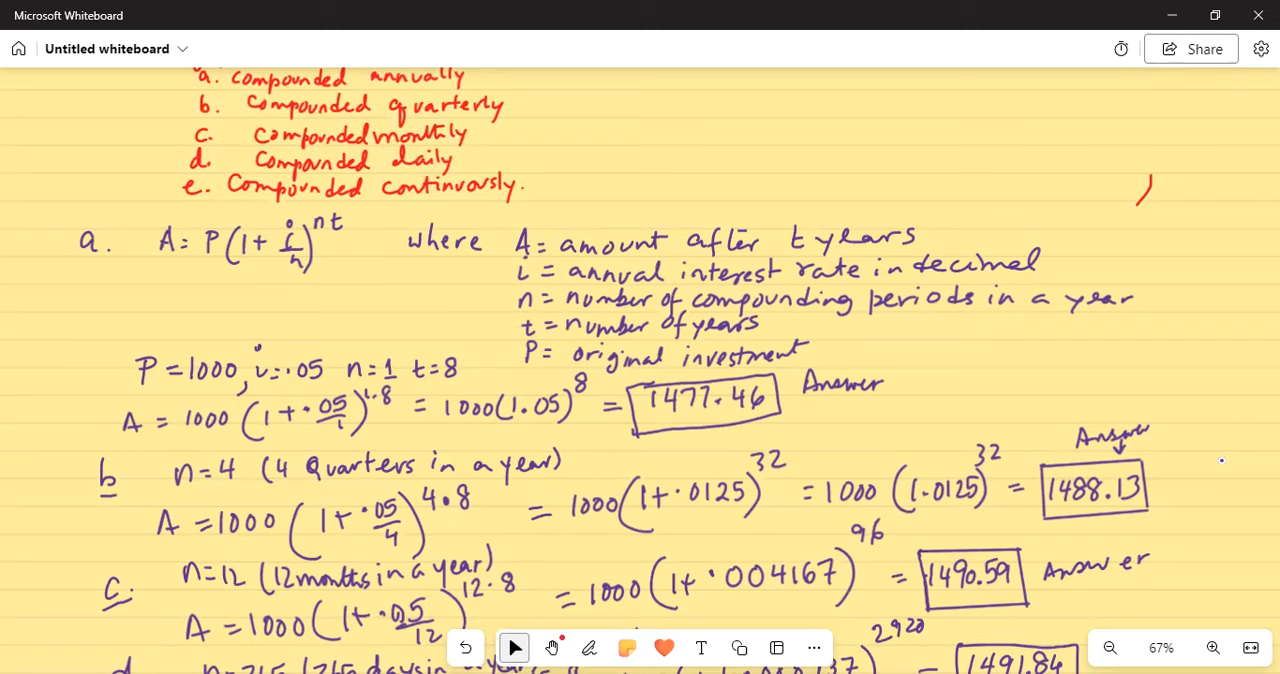 Microsoft Whiteboard
Untitled whiteboard
Share
a. Compounded annually
b. Compounded quarterly
c. Compounded monthly
d. Compounded daily
e. Compounded continuously.
a. A = P(1 + i/n)^nt where A = amount after t years
i = annual interest rate in decimal
n = number of compounding periods in a year
t = number of years
P = original investment
P = 1000, i = .05 n = 1 t = 8
A = 1000 (1 + .05/1)^1.8 = 1000(1.05)^8 = 1477.46 Answer
b n = 4 (4 Quarters in a year)
Answer
A = 1000 (1 + .05/4)^4.8 = 1000(1 + .0125)^32 = 1000 (1.0125)^32 = 1488.13
c. n = 12 (12 months in a year)
A = 1000 (1 + .05/12)^12.8 = 1000 (1 + .004167)^96 = 1490.59 Answer
days in a 137)^2920 = 1491.84
67%